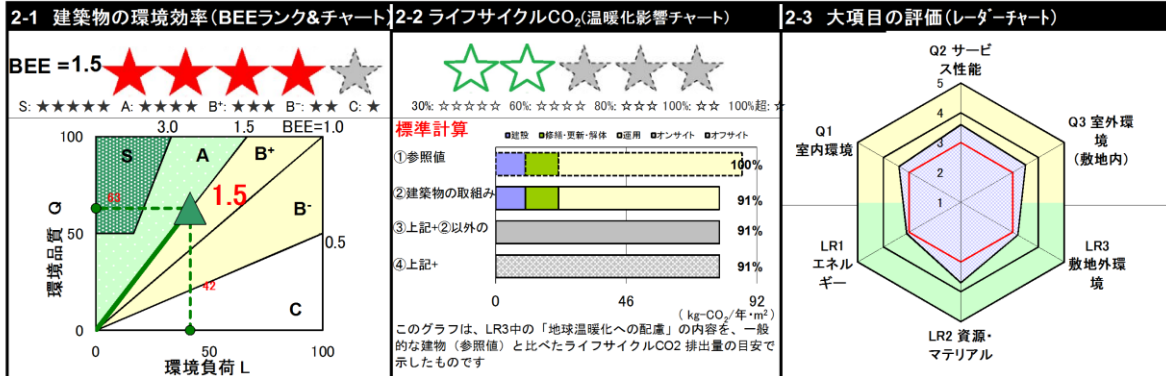 2-1 建築物の環境効率(BEEランク&チャート)
BEE =1.5
S: ★★★★★ A: ★★★★ B⁺: ★★★ B⁻: ★★ C: ★
3.0 1.5 BEE=1.0
100
S A B⁺
63
1.5
B⁻
50
0.5
42
C
0
環境品質 Q
0 50 100
環境負荷 L
2-2 ライフサイクルCO₂(温暖化影響チャート)
30%: ☆☆☆☆☆ 60%: ☆☆☆☆ 80%: ☆☆☆ 100%: ☆☆ 100%超: ☆
標準計算
■建設 ■修繕・更新・解体 □運用 ■オンサイト ■オフサイト
①参照値 100%
②建築物の取組み 91%
③上記+②以外の 91%
④上記+ 91%
0 46 92
( kg-CO₂/年・m²)
このグラフは、LR3中の「地球温暖化への配慮」の内容を、一般
的な建物(参照値)と比べたライフサイクルCO2 排出量の目安で
示したものです
2-3 大項目の評価(レーダーチャート)
Q2 サービ
ス性能
5
4
3
2
1
Q1
室内環境
Q3 室外環
境
(敷地内)
LR1
エネル
ギー
LR3
敷地外環
境
LR2 資源・
マテリアル